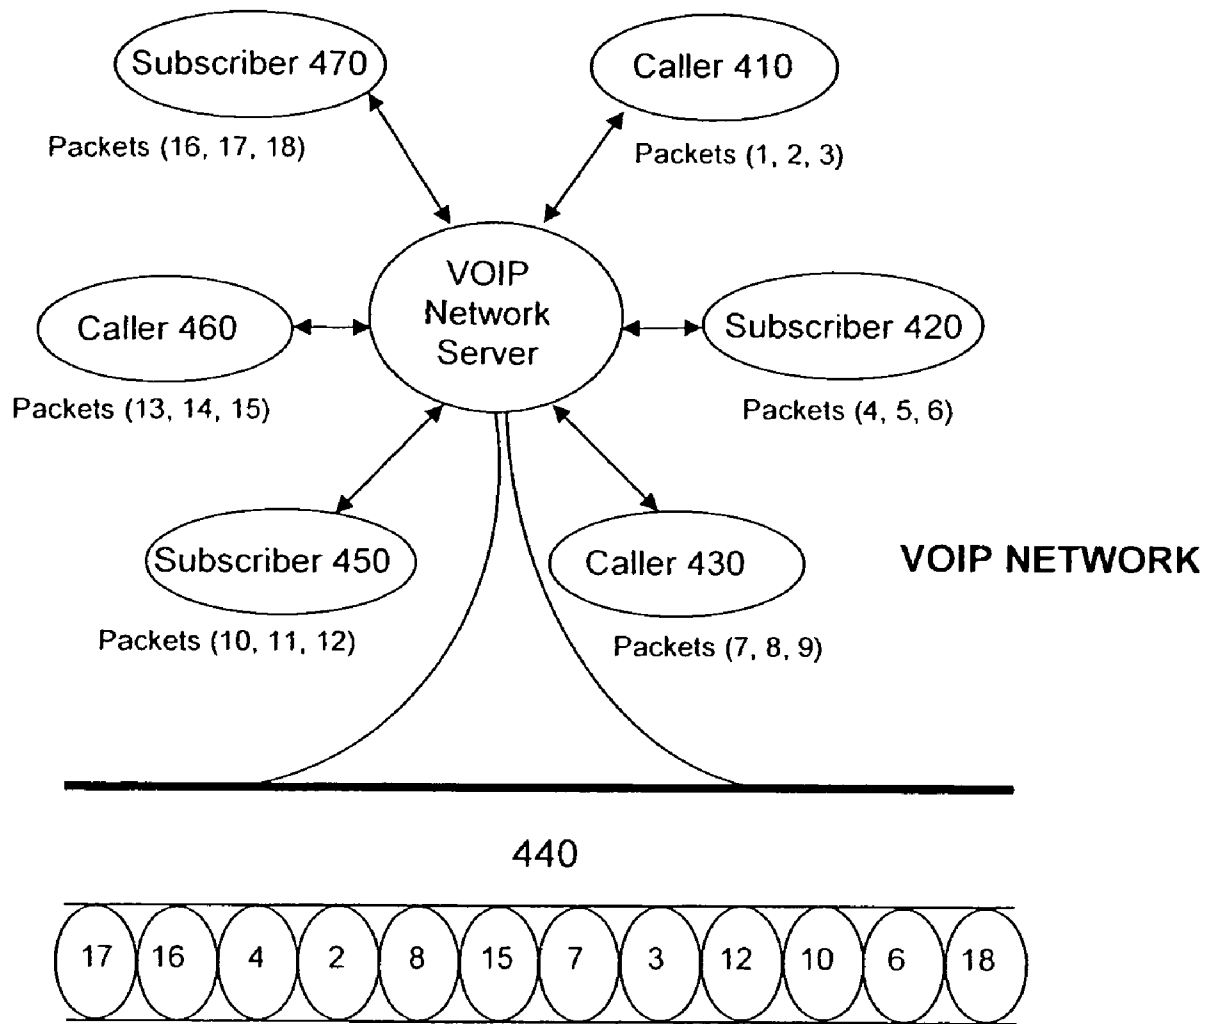 Subscriber 470
Caller 410
Packets (16, 17, 18)
Packets (1, 2, 3)
VOIP
Network
Server
Caller 460
Subscriber 420
Packets (13, 14, 15)
Packets (4, 5, 6)
Subscriber 450
Caller 430
VOIP NETWORK
Packets (10, 11, 12)
Packets (7, 8, 9)
440
17 16 4 2 8 15 7 3 12 10 6 18